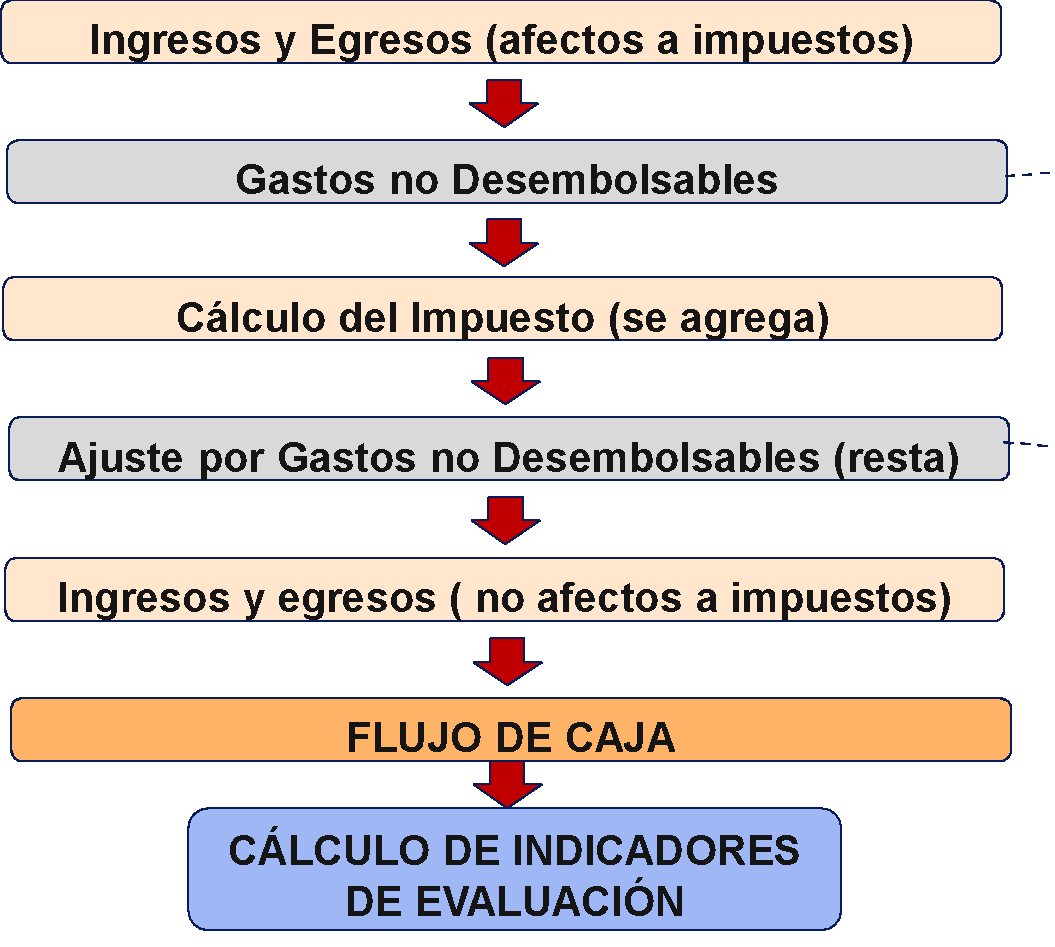 Ingresos y Egresos (afectos a impuestos)
Gastos no Desembolsables
Cálculo del Impuesto (se agrega)
Ajuste por Gastos no Desembolsables (resta)
Ingresos y egresos ( no afectos a impuestos)
FLUJO DE CAJA
CÁLCULO DE INDICADORES
DE EVALUACIÓN